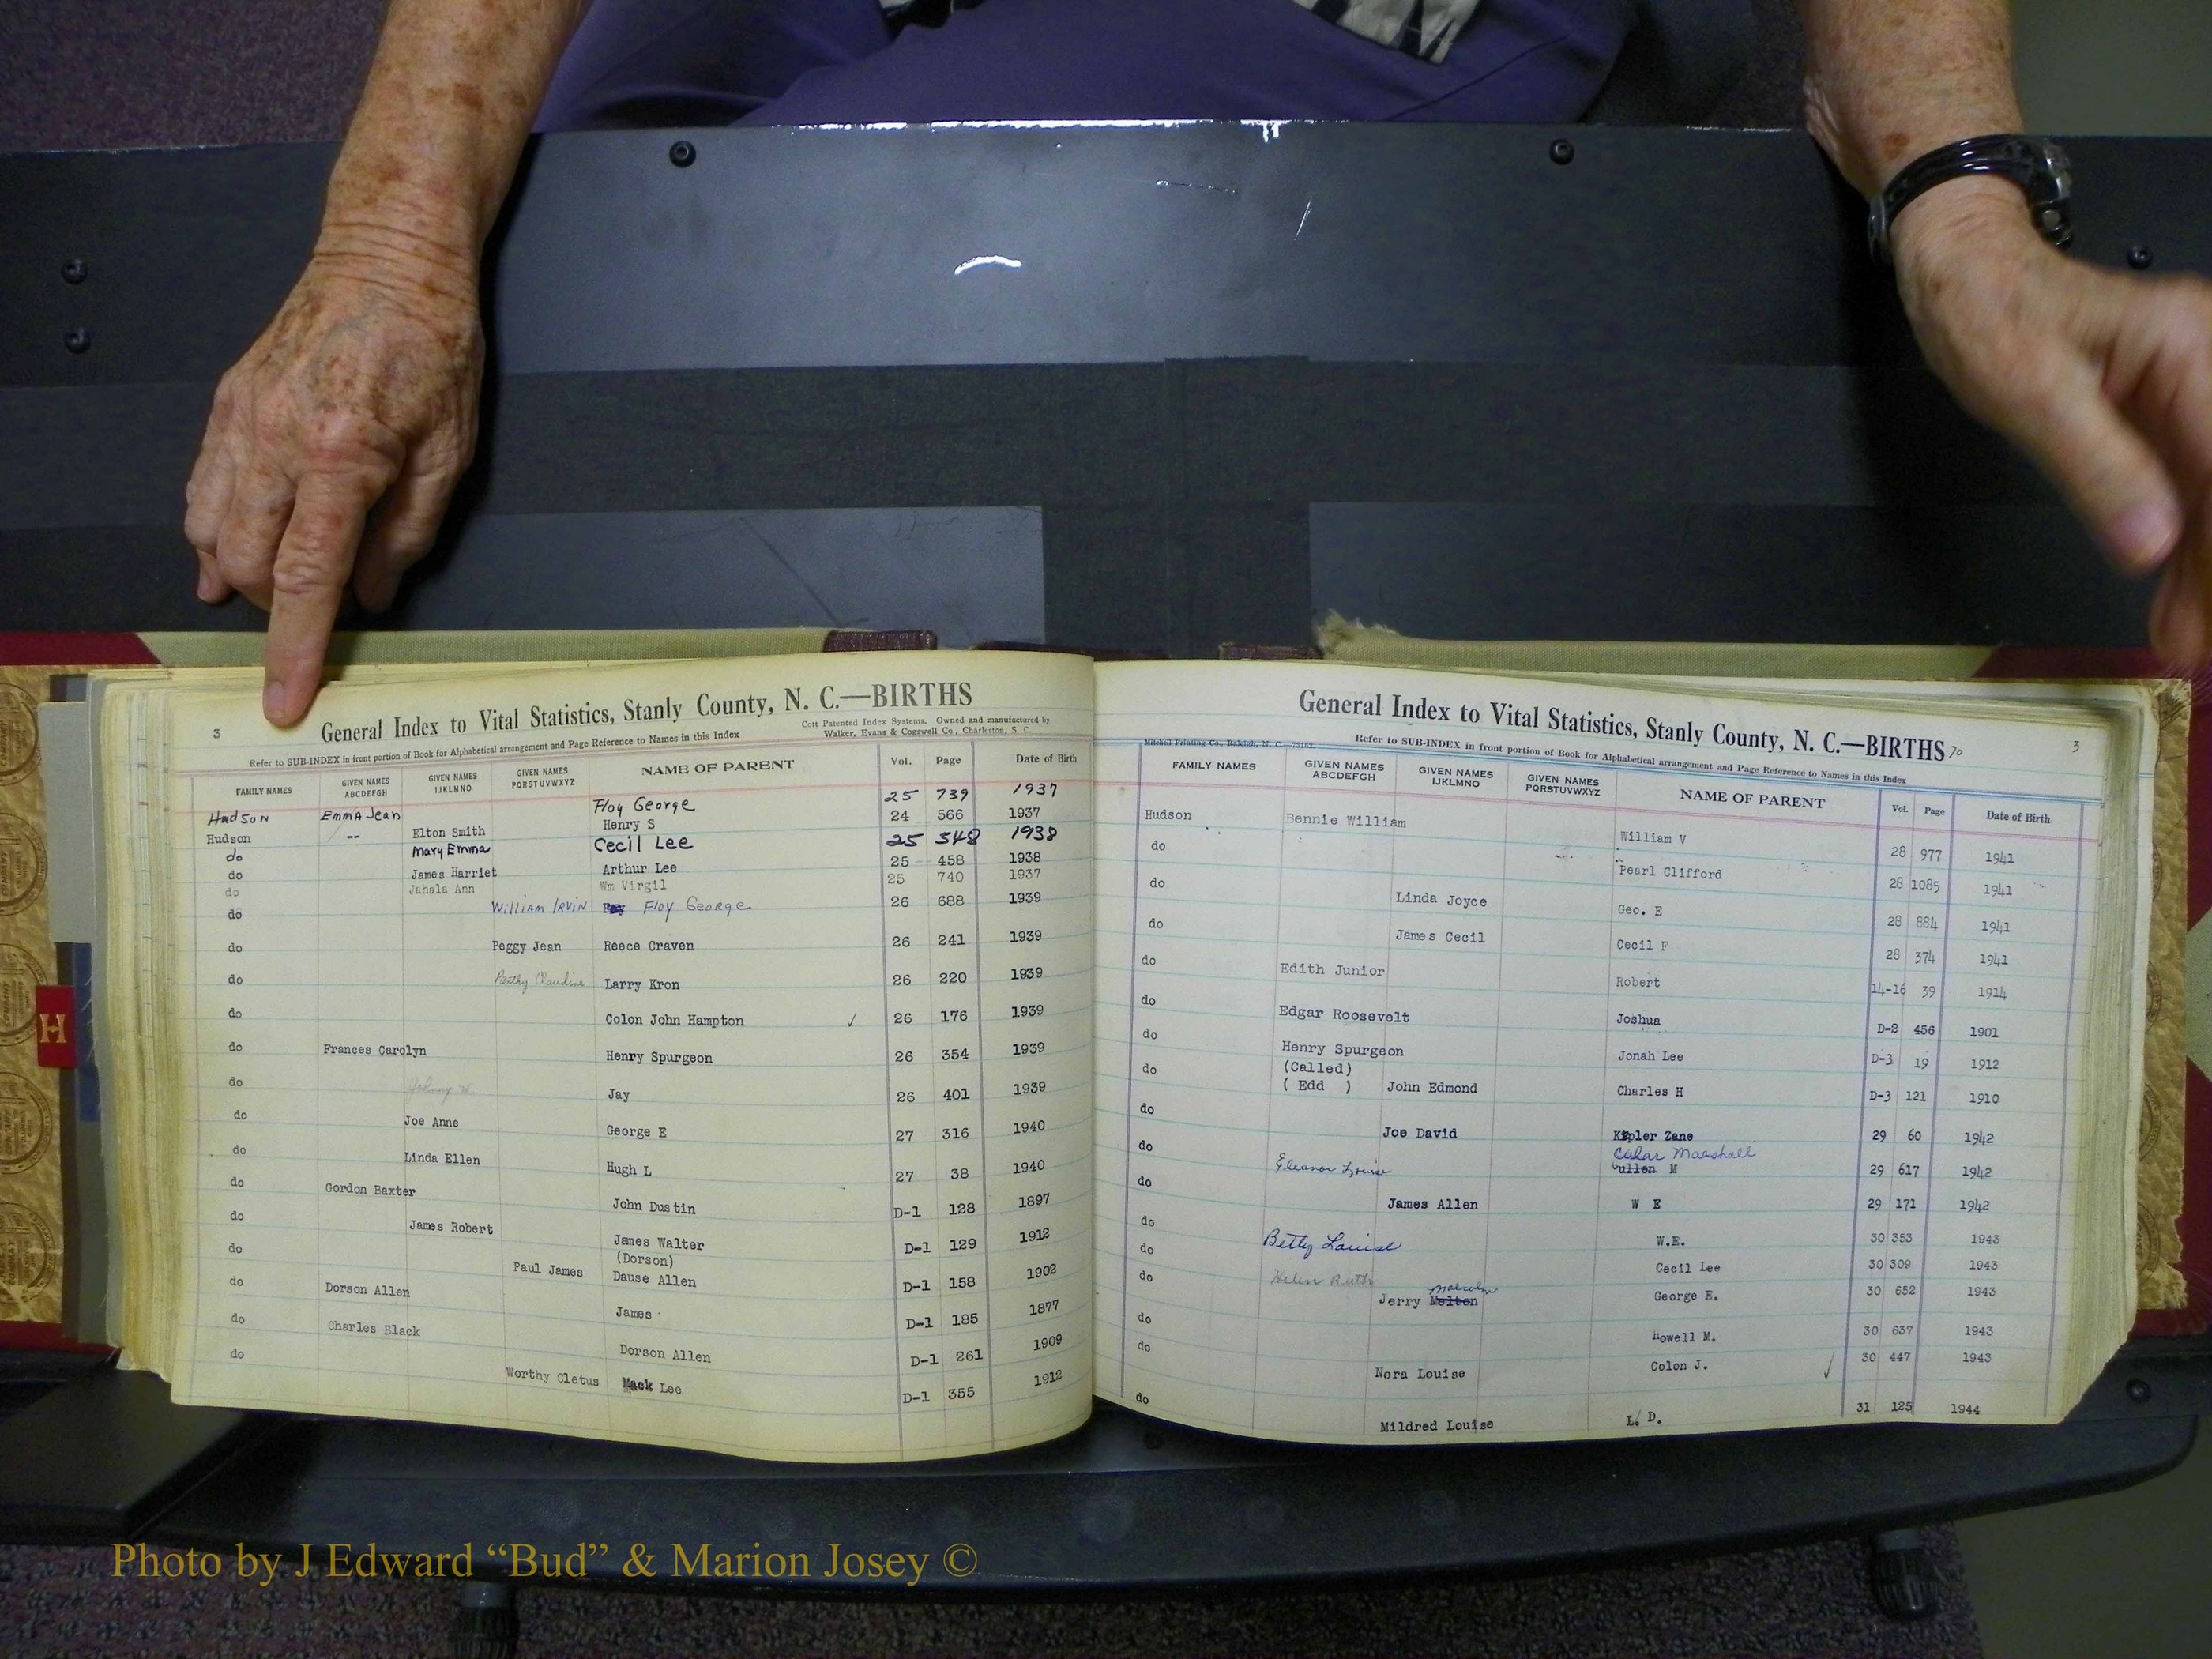 3
General Index to Vital Statistics, Stanly County, N. C.—BIRTHS
Cott Patented Index Systems, Owned and manufactured by
Walker, Evans & Cogswell Co., Charleston, S. C.
Refer to SUB-INDEX in front portion of Book for Alphabetical arrangement and Page Reference to Names in this Index
FAMILY NAMES GIVEN NAMES ABCDEFGH GIVEN NAMES IJKLMNO GIVEN NAMES PQRSTUVWXYZ NAME OF PARENT Vol. Page Date of Birth
Hudson Emma Jean Floy George 25 739 1937
Hudson -- Elton Smith Henry S 24 566 1937
do Mary Emma Cecil Lee 25 548 1938
do James Harriet Arthur Lee 25 458 1938
do Jahala Ann Wm Virgil 25 740 1937
do William Irvin Floy George 26 688 1939
do Peggy Jean Reece Craven 26 241 1939
do Claudine Larry Kron 26 220 1939
do Colon John Hampton ✓ 26 176 1939
do Frances Carolyn Henry Spurgeon 26 354 1939
do Johnny Jay 26 401 1939
do Joe Anne George E 27 316 1940
do Linda Ellen Hugh L 27 38 1940
do Gordon Baxter John Dustin D-1 128 1897
do James Robert James Walter D-1 129 1912
(Dorson)
do Paul James Dause Allen D-1 158 1902
do Dorson Allen James D-1 185 1877
do Charles Black Dorson Allen D-1 261 1909
do Worthy Cletus Mack Lee D-1 355 1912
General Index to Vital Statistics, Stanly County, N. C.—BIRTHS 70
3
Mitchell Printing Co., Raleigh, N. C.
Refer to SUB-INDEX in front portion of Book for Alphabetical arrangement and Page Reference to Names in this Index
FAMILY NAMES GIVEN NAMES ABCDEFGH GIVEN NAMES IJKLMNO GIVEN NAMES PQRSTUVWXYZ NAME OF PARENT Vol. Page Date of Birth
Hudson Bennie William William V 28 977 1941
do Pearl Clifford 28 1085 1941
do Linda Joyce Geo. E 28 884 1941
do James Cecil Cecil F 28 374 1941
do Edith Junior Robert 14-16 39 1914
do Edgar Roosevelt Joshua D-2 456 1901
do Henry Spurgeon Jonah Lee D-3 19 1912
(Called)
do ( Edd ) John Edmond Charles H D-3 121 1910
do Joe David Kepler Zane 29 60 1942
Marshall
do Eleanor Louise Cullen M 29 617 1942
do James Allen W E 29 171 1942
do Betty Louise W.E. 30 353 1943
do Helen Ruth Cecil Lee 30 309 1943
Malcolm
do Jerry Melton George E. 30 652 1943
do Howell M. 30 637 1943
do Nora Louise Colon J. ✓ 30 447 1943
do Mildred Louise L. D. 31 125 1944
H
Photo by J Edward “Bud” & Marion Josey ©